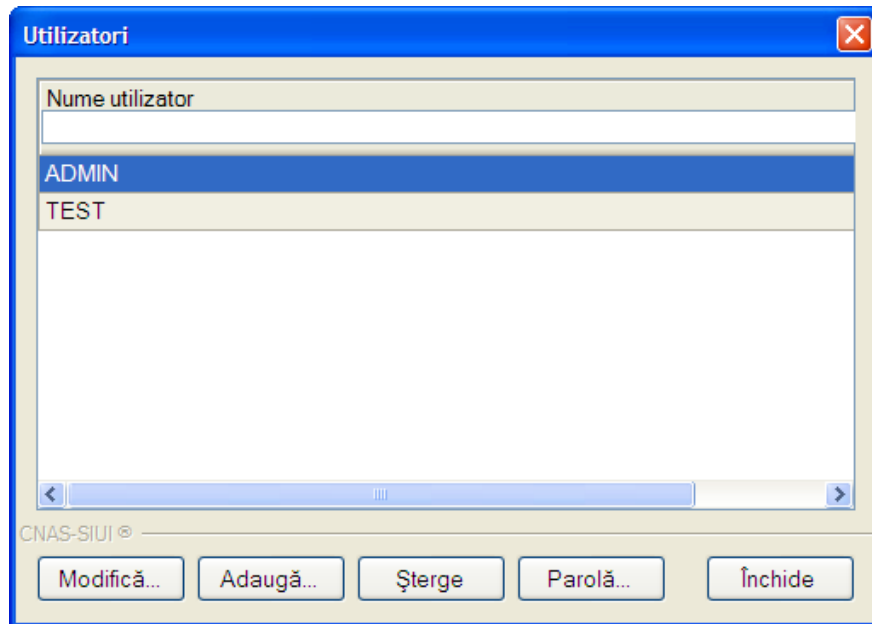 Utilizatori
Nume utilizator
ADMIN
TEST
CNAS-SIUI ®
Modifică... Adaugă... Şterge Parolă... Închide